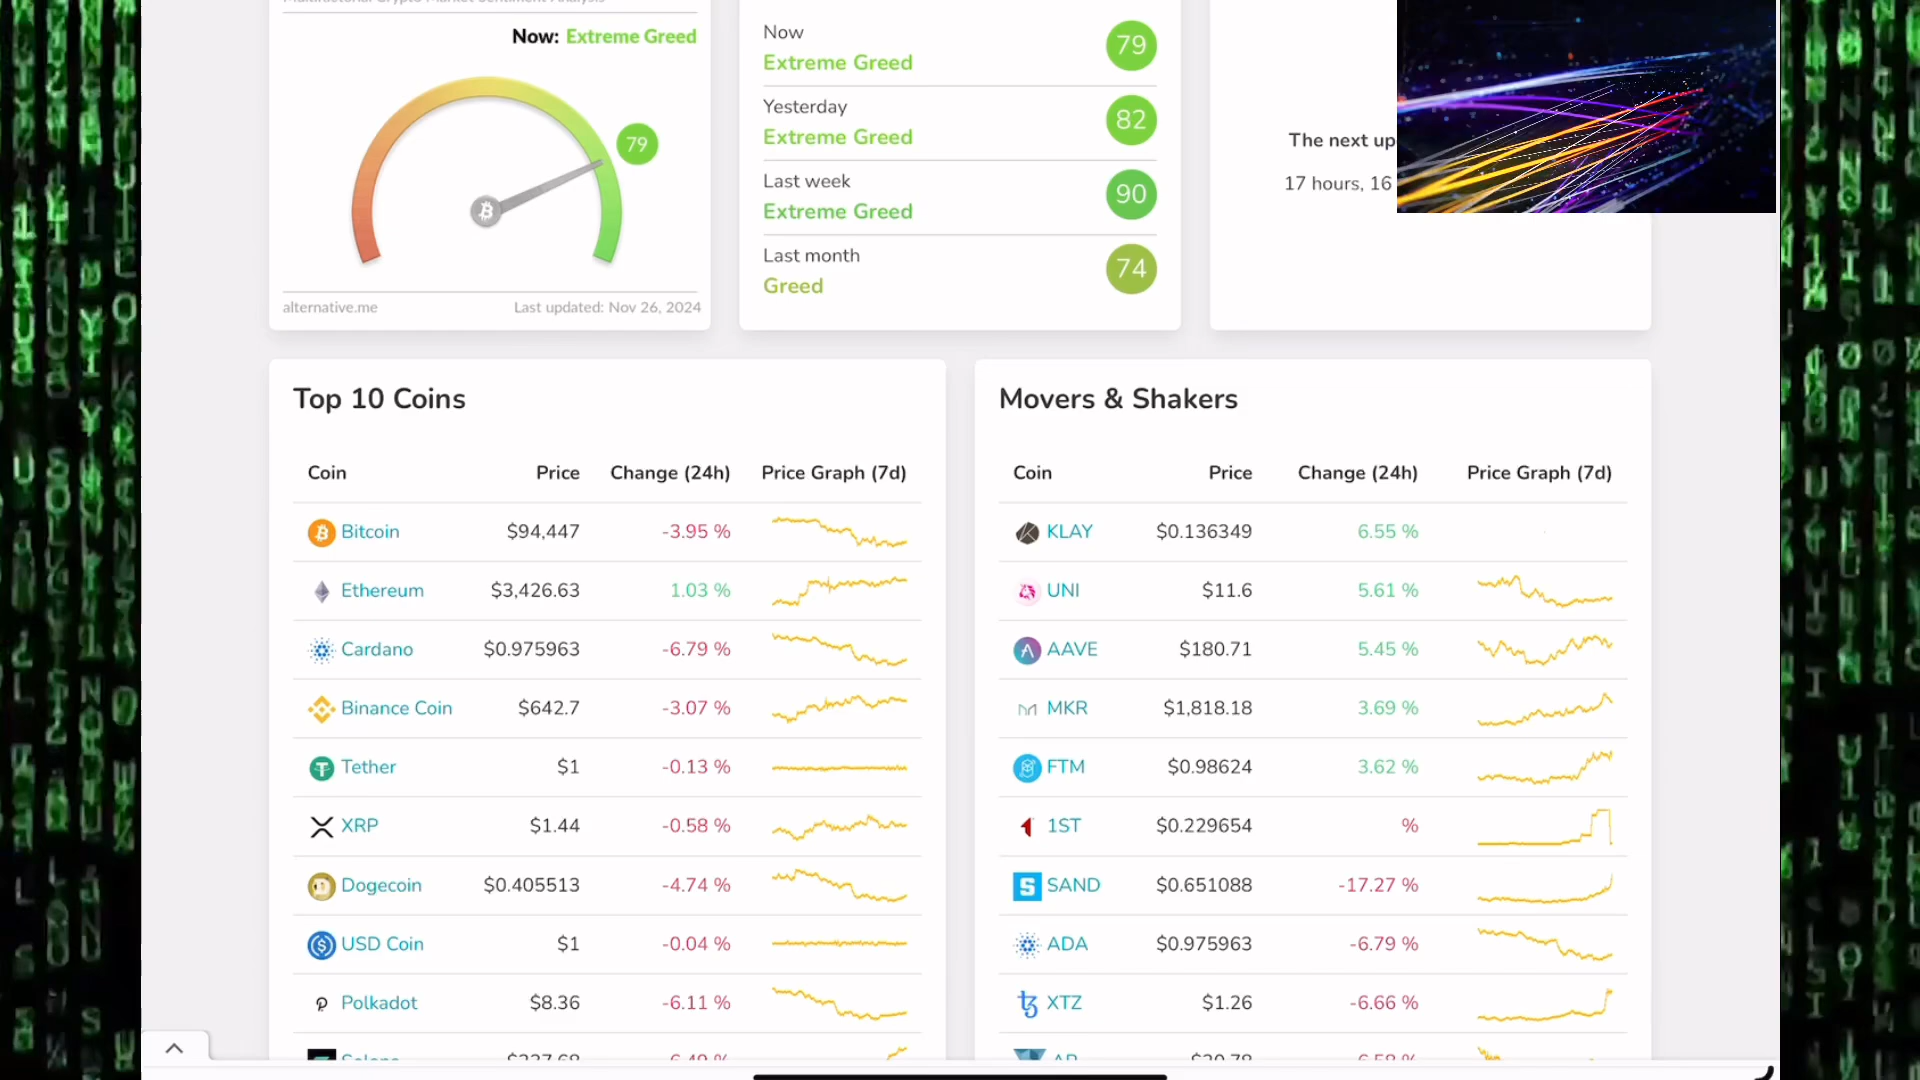 Multifactorial Crypto Market Sentiment Analysis
Now: Extreme Greed
79
alternative.me
Last updated: Nov 26, 2024
Now
Extreme Greed
79
Yesterday
Extreme Greed
82
Last week
Extreme Greed
90
Last month
Greed
74
The next up
17 hours, 16
Top 10 Coins
Coin Price Change (24h) Price Graph (7d)
Bitcoin $94,447 -3.95 %
Ethereum $3,426.63 1.03 %
Cardano $0.975963 -6.79 %
Binance Coin $642.7 -3.07 %
Tether $1 -0.13 %
XRP $1.44 -0.58 %
Dogecoin $0.405513 -4.74 %
USD Coin $1 -0.04 %
Polkadot $8.36 -6.11 %
Solana
Movers & Shakers
Coin Price Change (24h) Price Graph (7d)
KLAY $0.136349 6.55 %
UNI $11.6 5.61 %
AAVE $180.71 5.45 %
MKR $1,818.18 3.69 %
FTM $0.98624 3.62 %
1ST $0.229654 %
SAND $0.651088 -17.27 %
ADA $0.975963 -6.79 %
XTZ $1.26 -6.66 %
AR